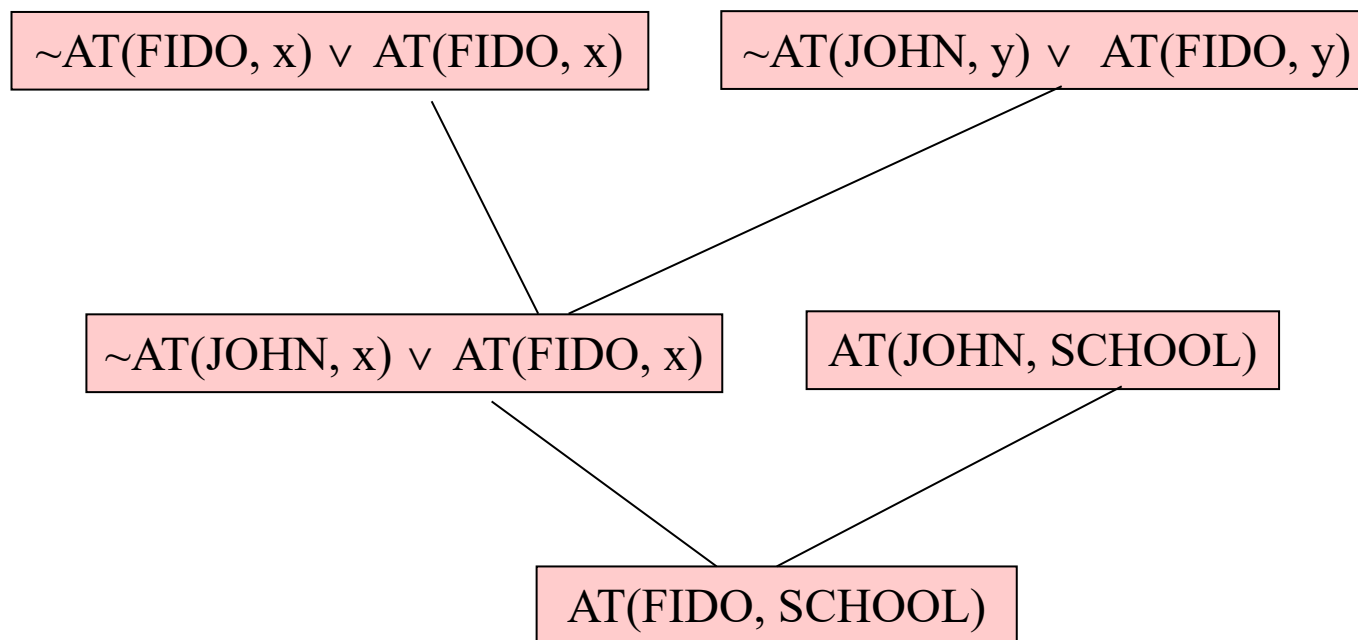 ~AT(FIDO, x) ∨ AT(FIDO, x)
~AT(JOHN, y) ∨ AT(FIDO, y)
~AT(JOHN, x) ∨ AT(FIDO, x)
AT(JOHN, SCHOOL)
AT(FIDO, SCHOOL)